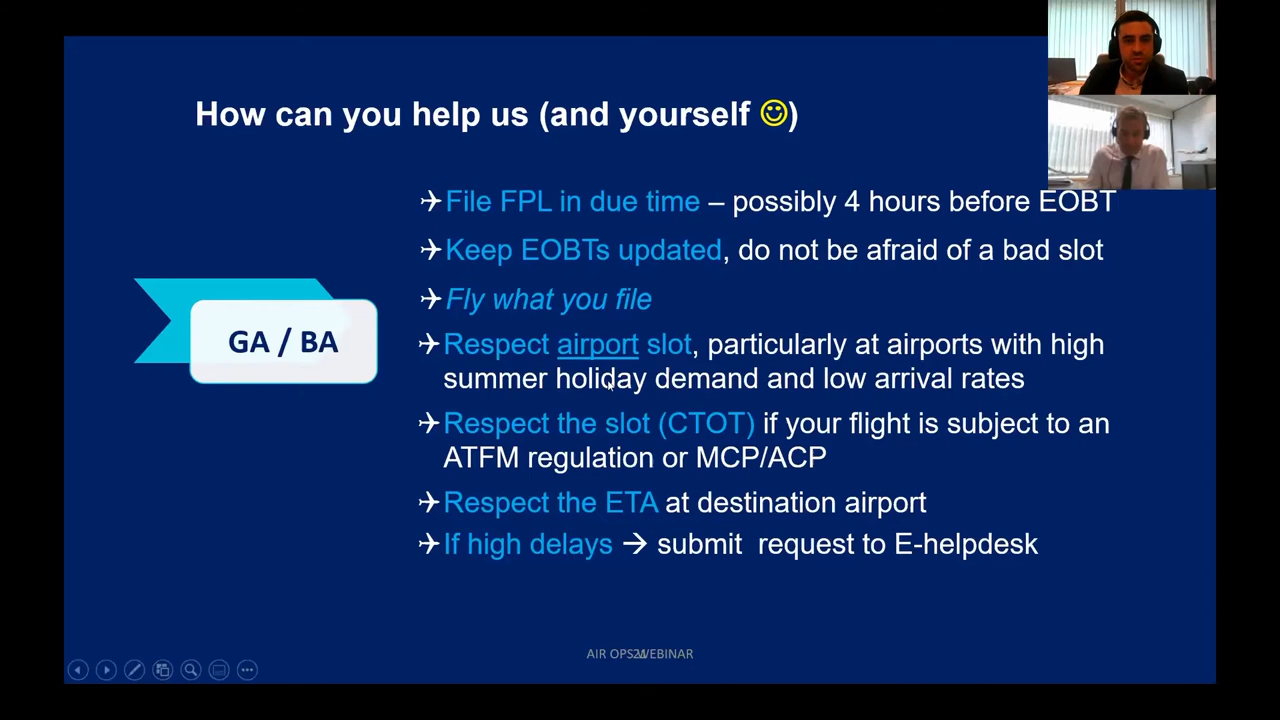 How can you help us (and yourself ☺)
File FPL in due time – possibly 4 hours before EOBT
Keep EOBTs updated, do not be afraid of a bad slot
Fly what you file
GA / BA
Respect airport slot, particularly at airports with high
summer holiday demand and low arrival rates
Respect the slot (CTOT) if your flight is subject to an
ATFM regulation or MCP/ACP
Respect the ETA at destination airport
If high delays → submit request to E-helpdesk
AIR OPS WEBINAR